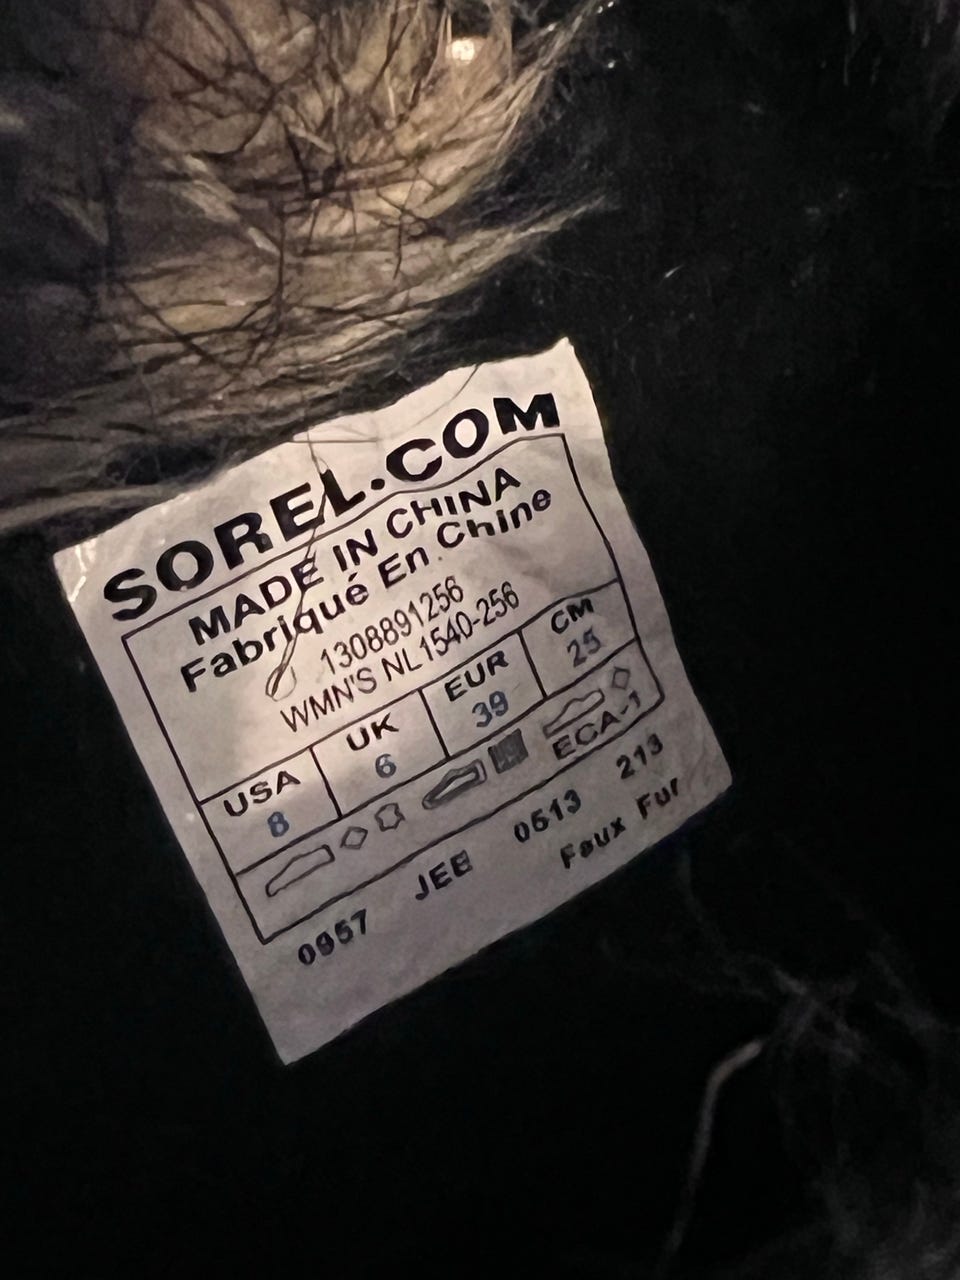 SOREL.COM
MADE IN CHINA
Fabriqué En Chine
1308891256
WMN'S NL1540-256
USA UK EUR CM
8 6 39 25
ECA-1
0957 JEE 0513 213
Faux Fur